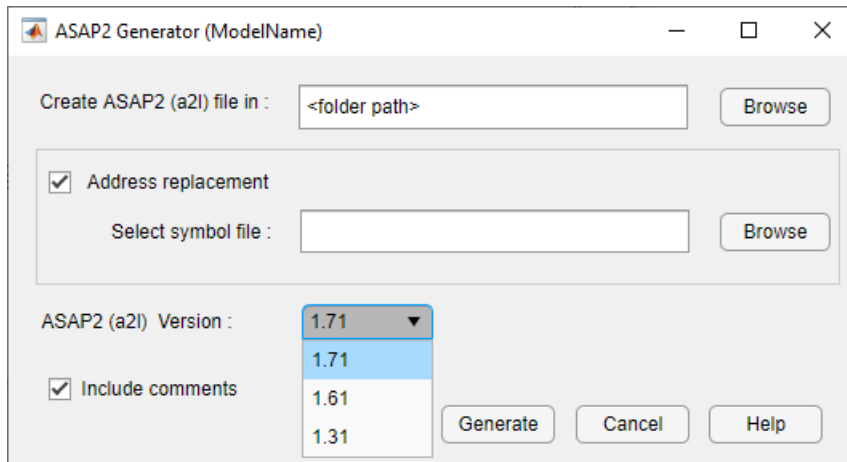 ASAP2 Generator (ModelName)
Create ASAP2 (a2l) file in : <folder path> Browse
Address replacement
Select symbol file : Browse
ASAP2 (a2l) Version : 1.71
1.71
Include comments 1.61
1.31 Generate Cancel Help